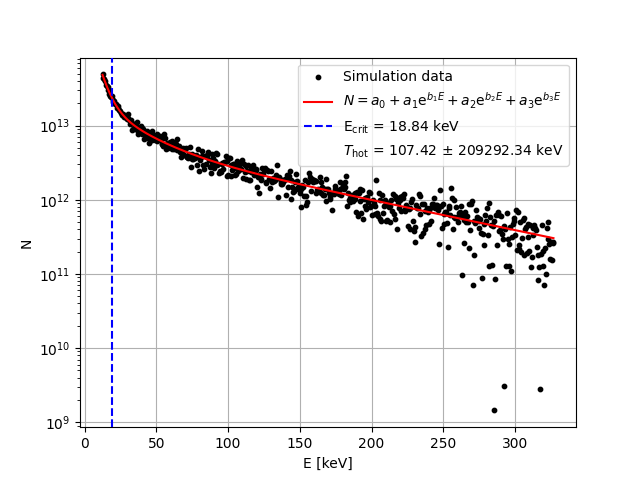 Simulation data
N = a₀ + a₁e^{b₁E} + a₂e^{b₂E} + a₃e^{b₃E}
E_crit = 18.84 keV
T_hot = 107.42 ± 209292.34 keV
N
10¹³
10¹²
10¹¹
10¹⁰
10⁹
0 50 100 150 200 250 300
E [keV]